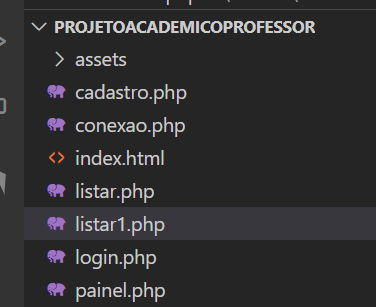 PROJETOACADEMICOPROFESSOR
assets
cadastro.php
conexao.php
index.html
listar.php
listar1.php
login.php
painel.php